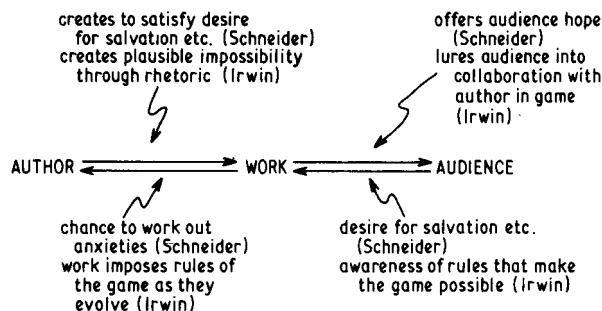 creates to satisfy desire
for salvation etc. (Schneider)
creates plausible impossibility
through rhetoric (Irwin)
offers audience hope
(Schneider)
lures audience into
collaboration with
author in game
(Irwin)
AUTHOR WORK AUDIENCE
chance to work out
anxieties (Schneider)
work imposes rules of
the game as they
evolve (Irwin)
desire for salvation etc.
(Schneider)
awareness of rules that make
the game possible (Irwin)